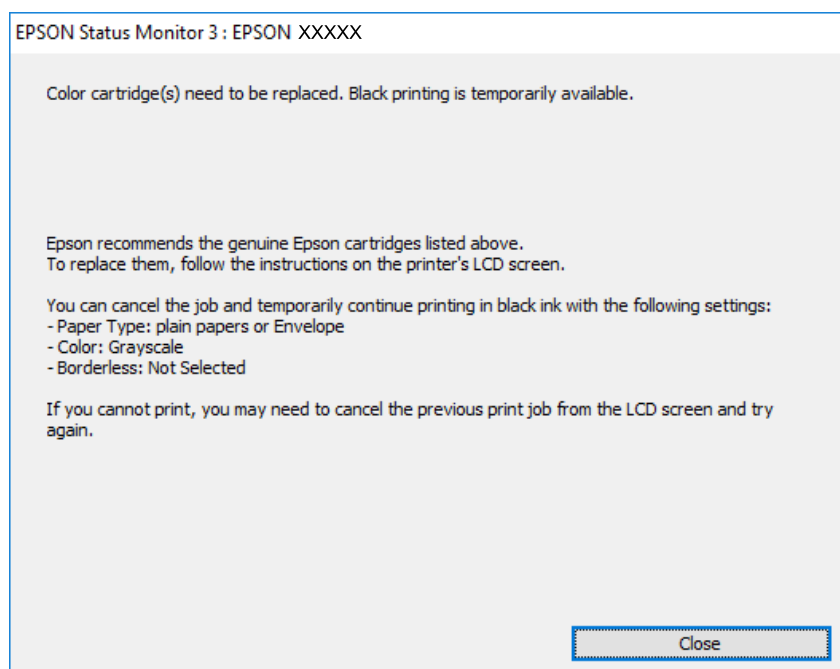 EPSON Status Monitor 3 : EPSON XXXXX
Color cartridge(s) need to be replaced. Black printing is temporarily available.
Epson recommends the genuine Epson cartridges listed above.
To replace them, follow the instructions on the printer's LCD screen.
You can cancel the job and temporarily continue printing in black ink with the following settings:
- Paper Type: plain papers or Envelope
- Color: Grayscale
- Borderless: Not Selected
If you cannot print, you may need to cancel the previous print job from the LCD screen and try
again.
Close